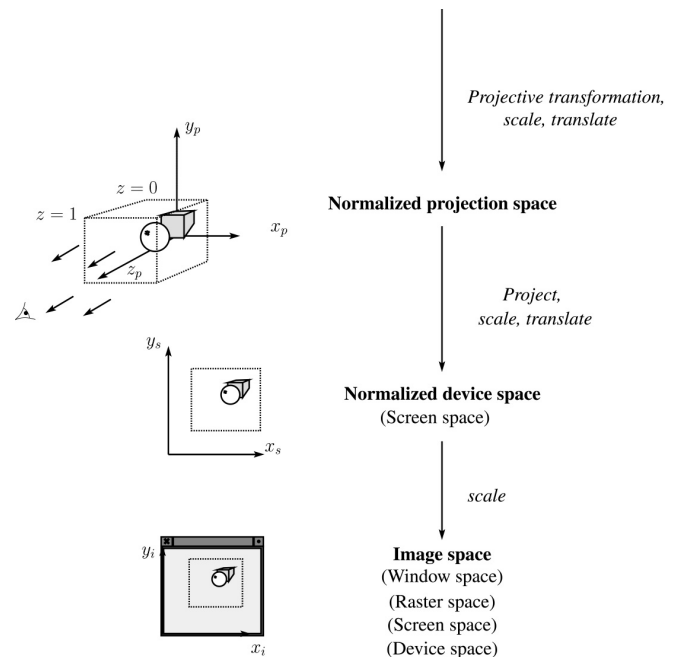 Projective transformation,
scale, translate
y_p
z = 0
z = 1
x_p
z_p
Normalized projection space
Project,
scale, translate
y_s
x_s
Normalized device space
(Screen space)
scale
y_i
x_i
Image space
(Window space)
(Raster space)
(Screen space)
(Device space)